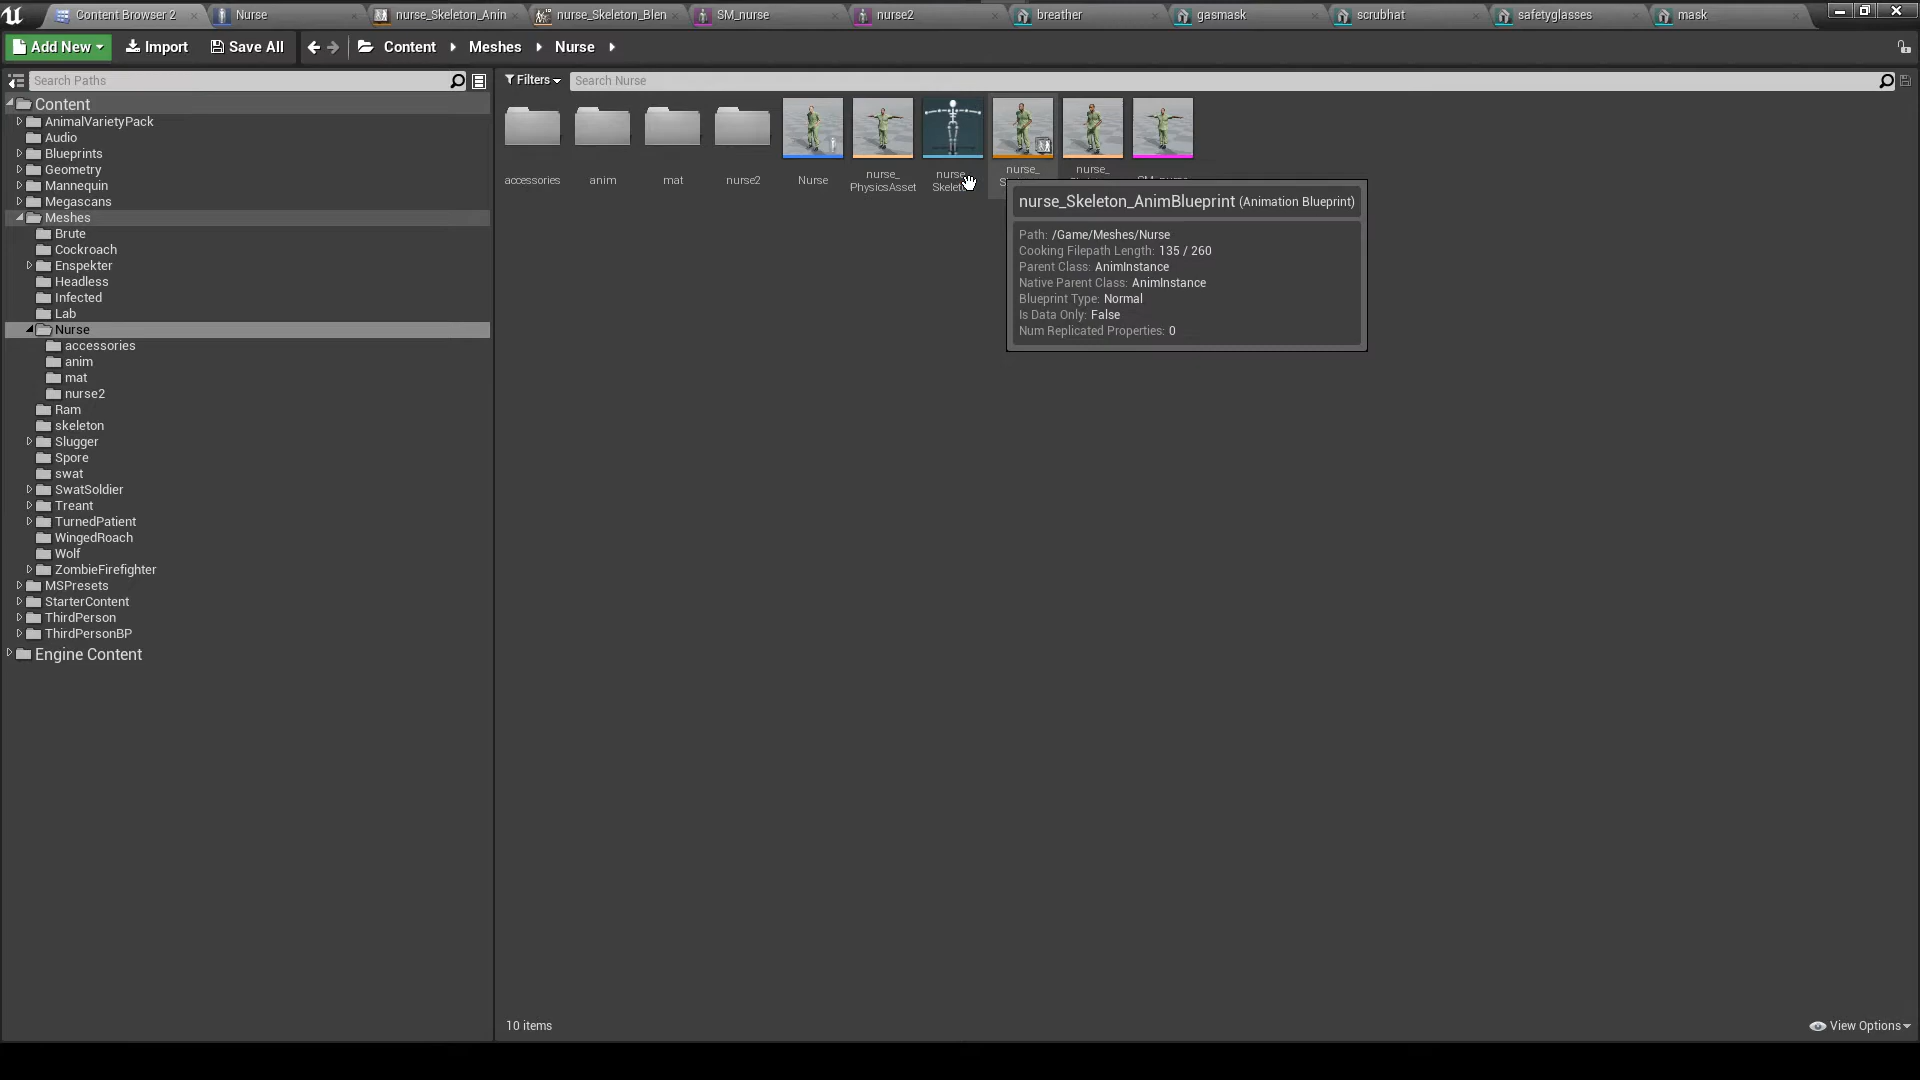 Content Browser 2
Nurse
nurse_Skeleton_Anin
nurse_Skeleton_Blen
SM_nurse
nurse2
breather
gasmask
scrubhat
safetyglasses
mask
Add New
Import
Save All
Content
Meshes
Nurse
Search Paths
Filters
Search Nurse
Content
AnimalVarietyPack
Audio
Blueprints
Geometry
Mannequin
Megascans
Meshes
Brute
Cockroach
Enspekter
Headless
Infected
Lab
Nurse
accessories
anim
mat
nurse2
Ram
skeleton
Slugger
Spore
swat
SwatSoldier
Treant
TurnedPatient
WingedRoach
Wolf
ZombieFirefighter
MSPresets
StarterContent
ThirdPerson
ThirdPersonBP
Engine Content
accessories
anim
mat
nurse2
Nurse
nurse_
PhysicsAsset
nurse_
nurse_
nurse_
nurse_Skeleton_AnimBlueprint (Animation Blueprint)
Path: /Game/Meshes/Nurse
Cooking Filepath Length: 135 / 260
Parent Class: AnimInstance
Native Parent Class: AnimInstance
Blueprint Type: Normal
Is Data Only: False
Num Replicated Properties: 0
10 items
View Options